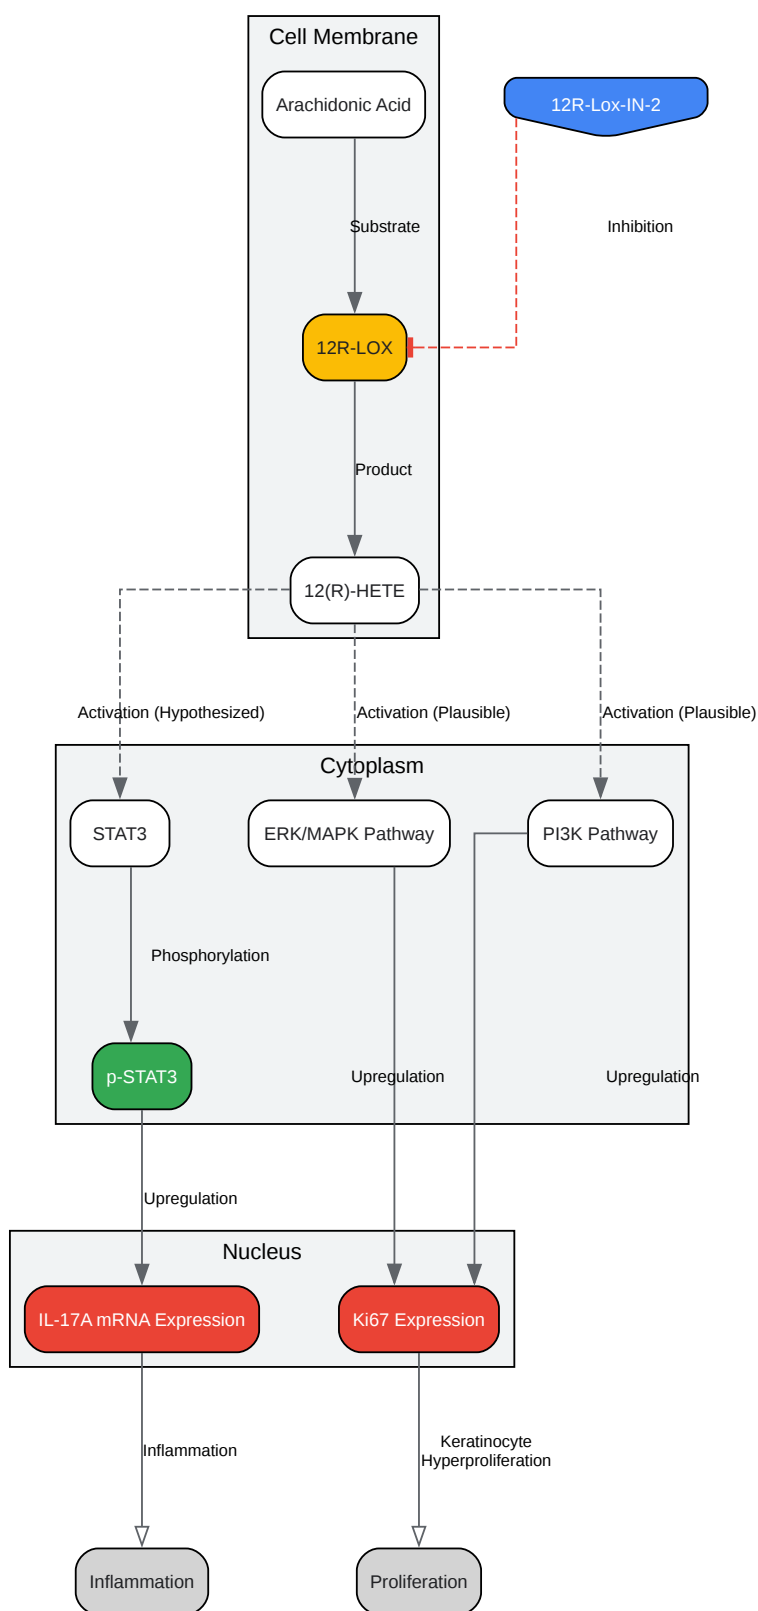 Cell Membrane
Arachidonic Acid
12R-Lox-IN-2
Substrate
Inhibition
12R-LOX
Product
12(R)-HETE
Activation (Hypothesized)
Activation (Plausible)
Activation (Plausible)
Cytoplasm
STAT3
ERK/MAPK Pathway
PI3K Pathway
Phosphorylation
p-STAT3
Upregulation
Upregulation
Upregulation
Nucleus
IL-17A mRNA Expression
Ki67 Expression
Inflammation
Keratinocyte
Hyperproliferation
Inflammation
Proliferation